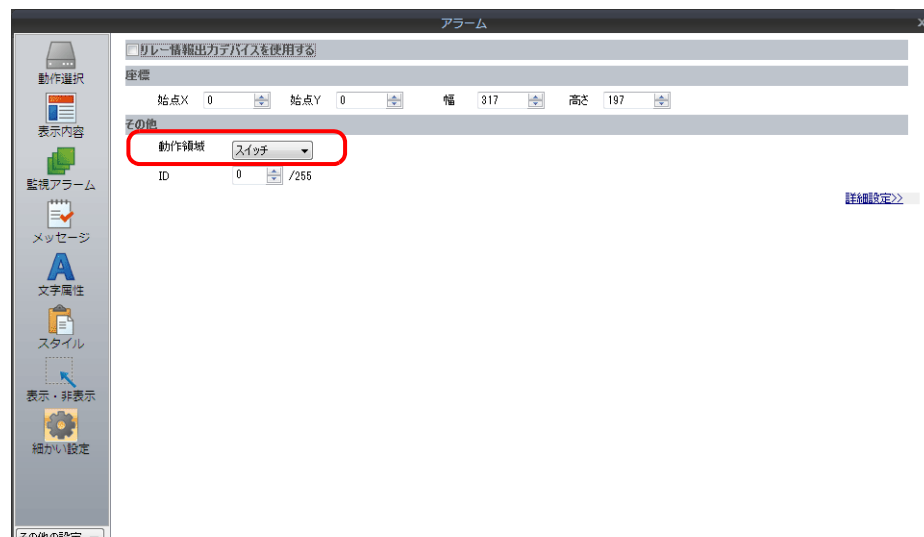 アラーム
動作選択
表示内容
監視アラーム
メッセージ
文字属性
スタイル
表示・非表示
細かい設定
その他の設定
リレー情報出力デバイスを使用する
座標
始点X 0 始点Y 0 幅 317 高さ 197
その他
動作領域 スイッチ
ID 0 /255
詳細設定>>